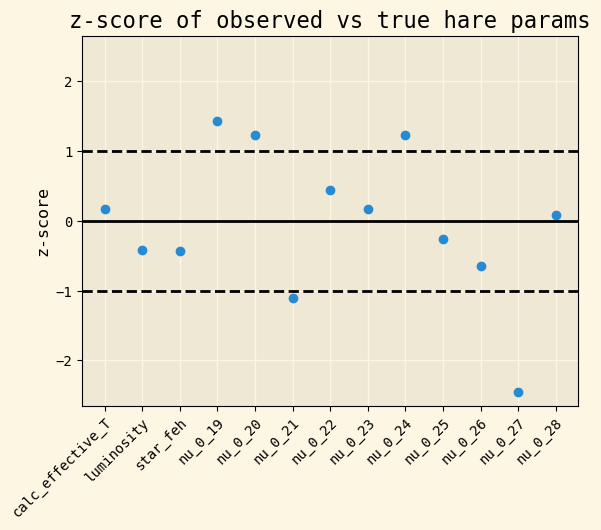 z-score of observed vs true hare params
z-score
2
1
0
−1
−2
calc_effective_T
luminosity
star_feh
nu_0_19
nu_0_20
nu_0_21
nu_0_22
nu_0_23
nu_0_24
nu_0_25
nu_0_26
nu_0_27
nu_0_28